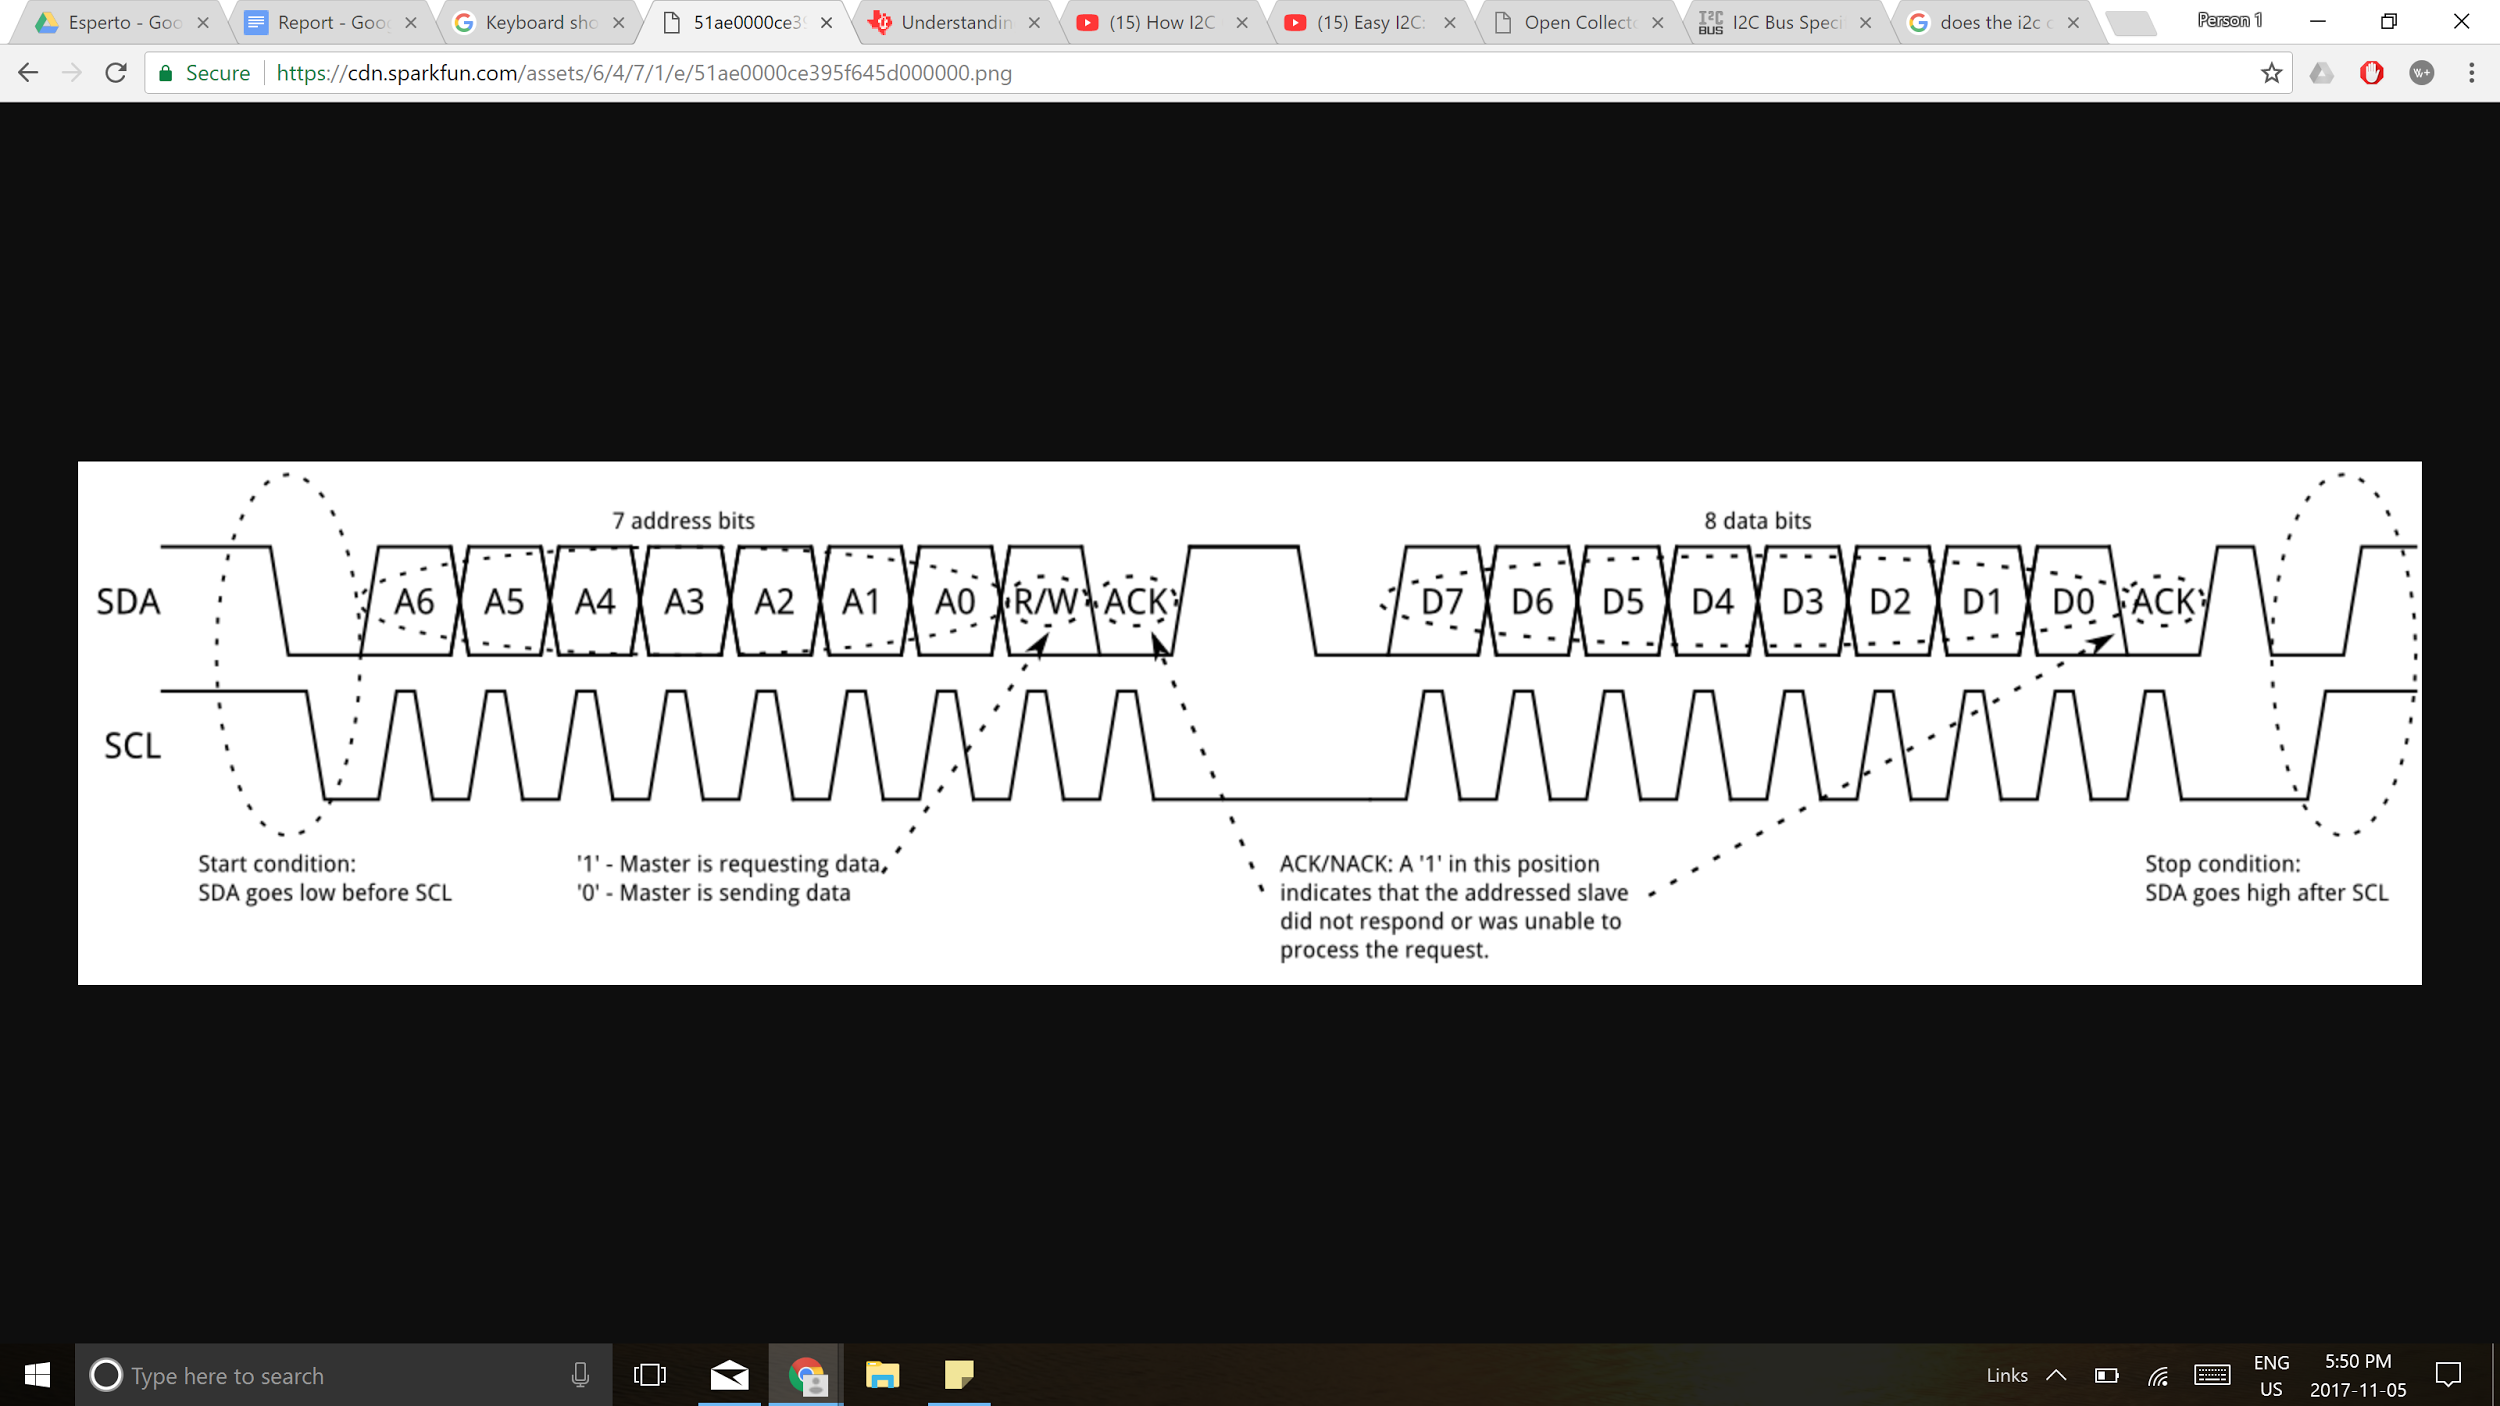 Esperto - Goo
Report - Goog
Keyboard sho
51ae0000ce39
Understandin
(15) How I2C
(15) Easy I2C:
Open Collecto
I2C BUS
I2C Bus Speci
does the i2c c
Person 1
Secure
https://cdn.sparkfun.com/assets/6/4/7/1/e/51ae0000ce395f645d000000.png
W+
7 address bits
8 data bits
SDA
A6 A5 A4 A3 A2 A1 A0 R/W ACK
D7 D6 D5 D4 D3 D2 D1 D0 ACK
SCL
Start condition:
SDA goes low before SCL
'1' - Master is requesting data
'0' - Master is sending data
ACK/NACK: A '1' in this position
indicates that the addressed slave
did not respond or was unable to
process the request.
Stop condition:
SDA goes high after SCL
Type here to search
Links
ENG
US
5:50 PM
2017-11-05